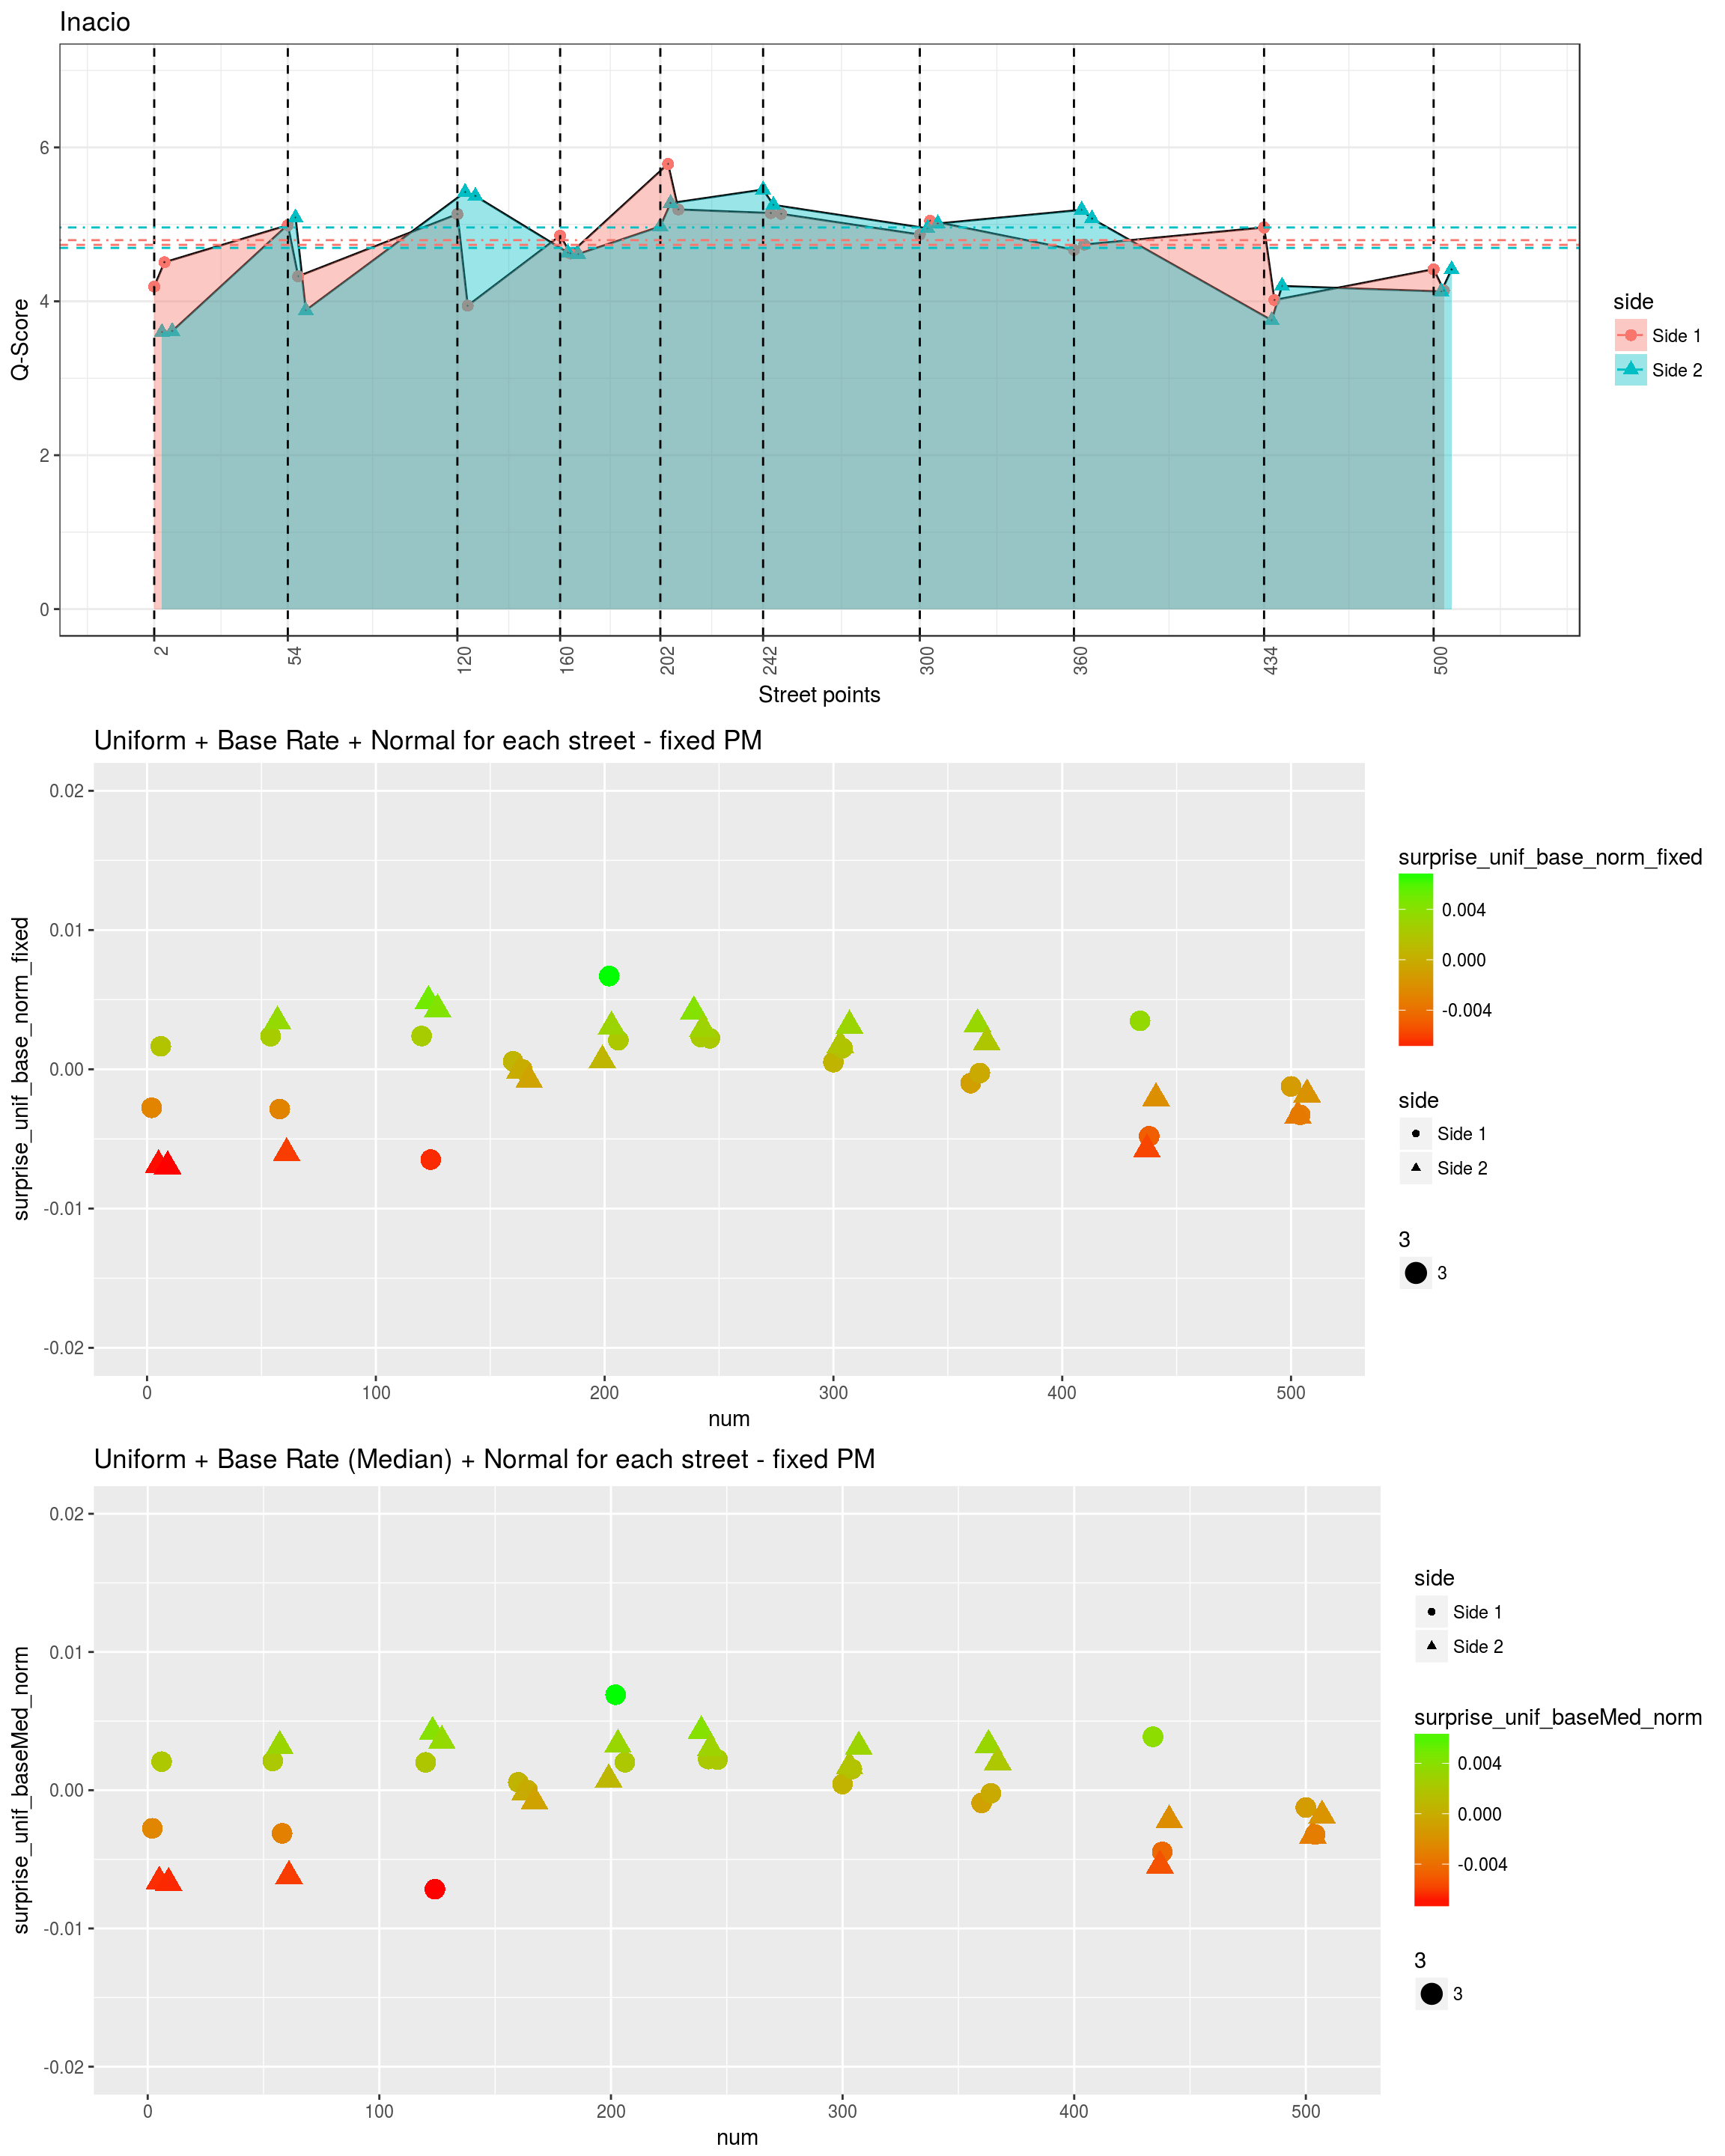 Inacio
6
4
2
0
Q-Score
2
54
120
160
202
242
300
360
434
500
Street points
side
Side 1
Side 2
Uniform + Base Rate + Normal for each street - fixed PM
0.02
0.01
0.00
-0.01
-0.02
surprise_unif_base_norm_fixed
0
100
200
300
400
500
num
surprise_unif_base_norm_fixed
0.004
0.000
-0.004
side
Side 1
Side 2
3
3
Uniform + Base Rate (Median) + Normal for each street - fixed PM
0.02
0.01
0.00
-0.01
-0.02
surprise_unif_baseMed_norm
0
100
200
300
400
500
num
side
Side 1
Side 2
surprise_unif_baseMed_norm
0.004
0.000
-0.004
3
3